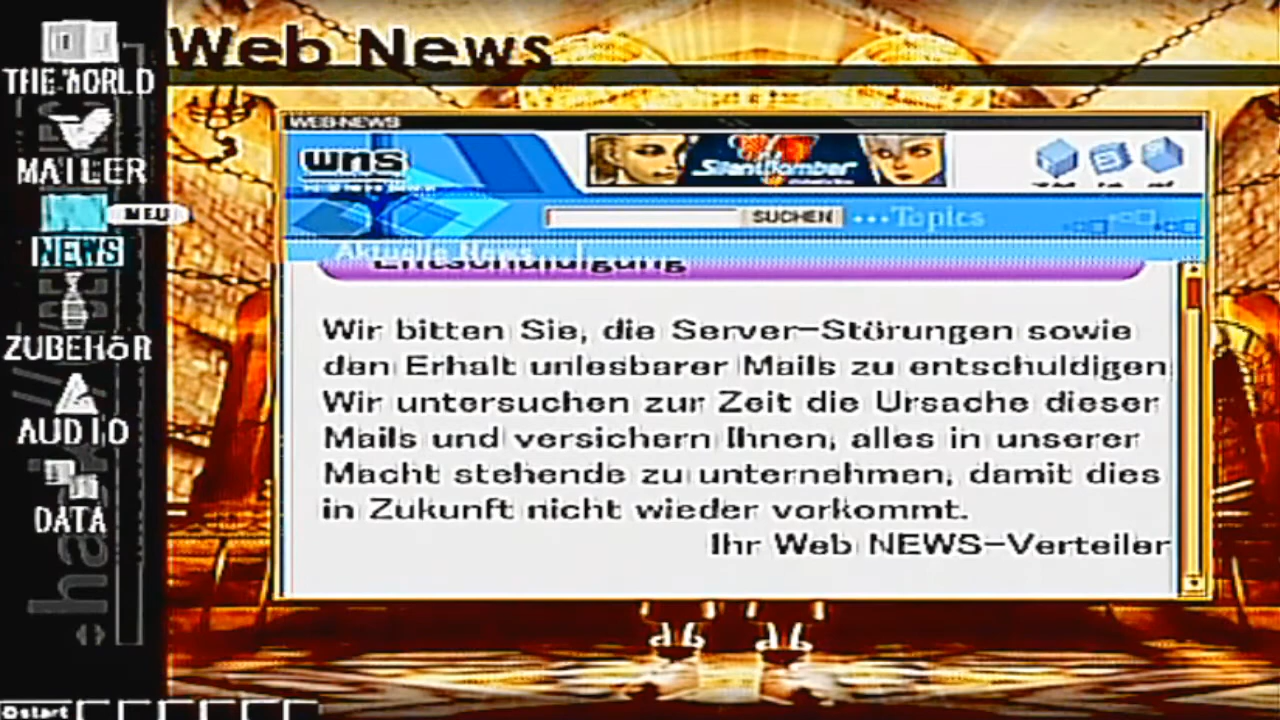 Web News
THE WORLD
MAILER
NEU
NEWS
ZUBEHÖR
AUDIO
DATA
start
WEB-NEWS
wns
SilentBomber
SUCHEN
...Topics
Aktuelle News
Entschuldigung
Wir bitten Sie, die Server-Störungen sowie
den Erhalt unlesbarer Mails zu entschuldigen.
Wir untersuchen zur Zeit die Ursache dieser
Mails und versichern Ihnen, alles in unserer
Macht stehende zu unternehmen, damit dies
in Zukunft nicht wieder vorkommt.
Ihr Web NEWS-Verteiler